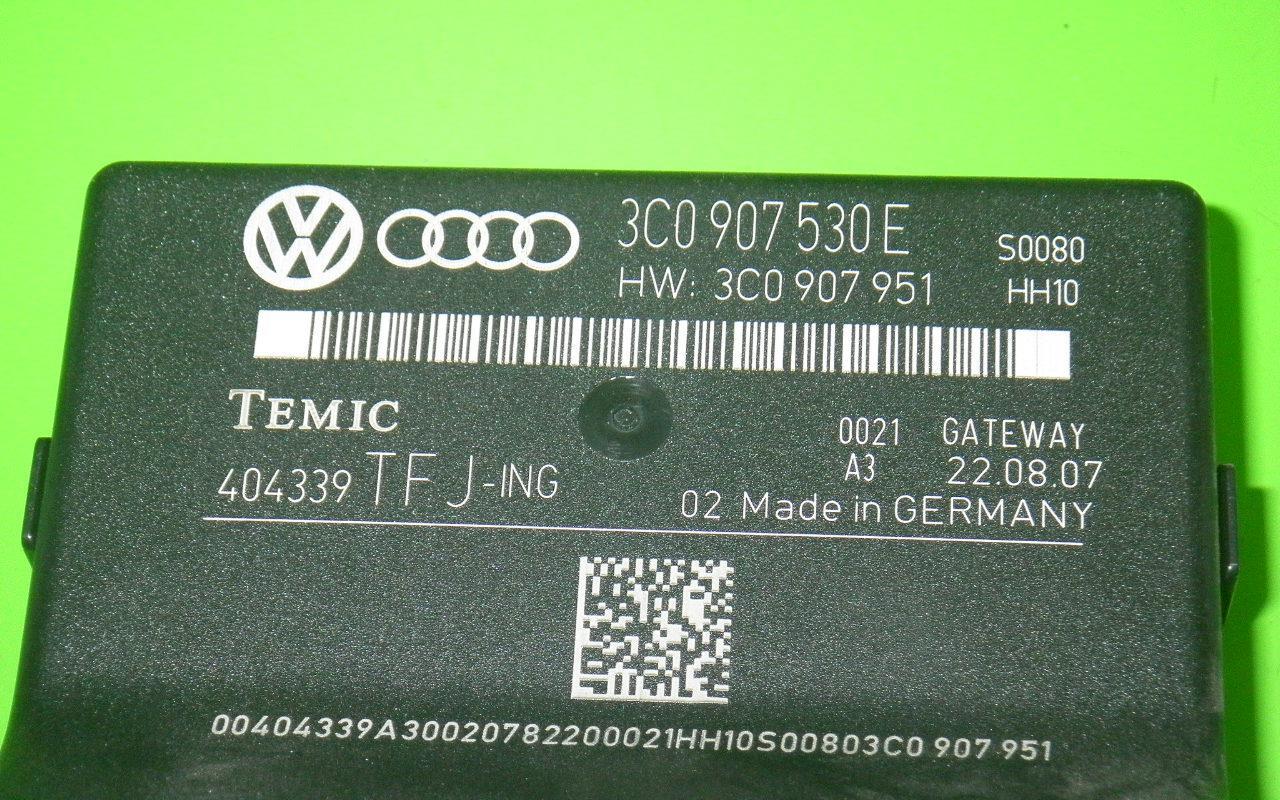 3C0 907 530 E
S0080
HW: 3C0 907 951
HH10
TEMIC
0021 GATEWAY
A3 22.08.07
404339 TFJ-ING
02 Made in GERMANY
00404339A30020782200021HH10S00803C0 907 951